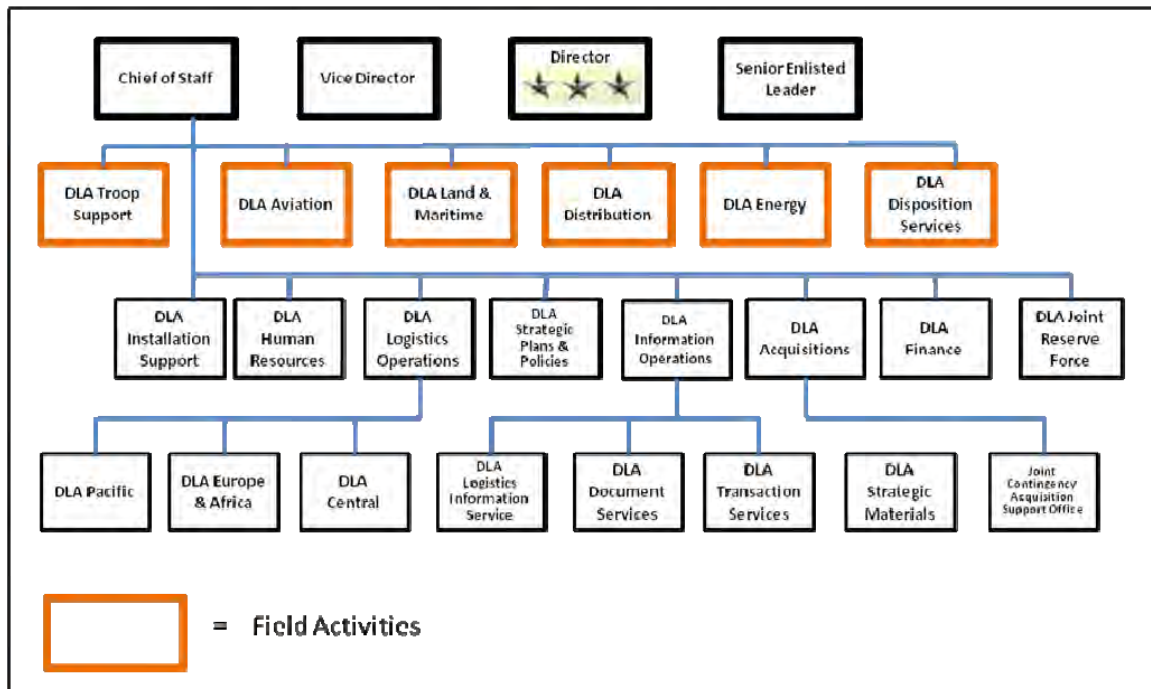 Chief of Staff
Vice Director
Director
Senior Enlisted
Leader
DLA Troop
Support
DLA Aviation
DLA Land &
Maritime
DLA
Distribution
DLA Energy
DLA
Disposition
Services
DLA
Installation
Support
DLA
Human
Resources
DLA
Logistics
Operations
DLA
Strategic
Plans &
Policies
DLA
Information
Operations
DLA
Acquisitions
DLA
Finance
DLA Joint
Reserve
Force
DLA Pacific
DLA Europe
& Africa
DLA
Central
DLA
Logistics
Information
Service
DLA
Document
Services
DLA
Transaction
Services
DLA
Strategic
Materials
Joint
Contingency
Acquisition
Support Office
= Field Activities